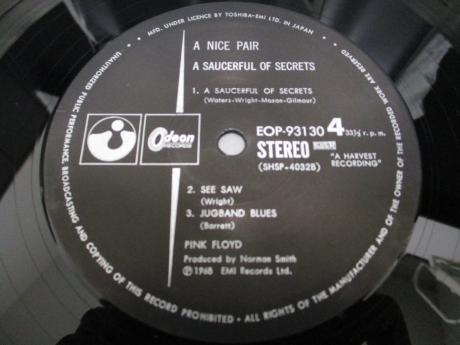 MFD. UNDER LICENCE BY TOSHIBA-EMI LTD. IN JAPAN
A NICE PAIR
A SAUCERFUL OF SECRETS
1. A SAUCERFUL OF SECRETS
(Waters-Wright-Mason-Gilmour)
Odeon
RECORDS
EOP-93130 4 33⅓ r.p.m.
STEREO
"A HARVEST
(SHSP-4032B) RECORDING"
2. SEE SAW
(Wright)
3. JUGBAND BLUES
(Barrett)
PINK FLOYD
Produced by Norman Smith
Ⓟ1968 EMI Records Ltd.
UNAUTHORIZED PUBLIC PERFORMANCE, BROADCASTING AND COPYING OF THIS RECORD PROHIBITED • ALL RIGHTS OF THE MANUFACTURER AND OF THE OWNER OF THE RECORDED WORK ARE RESERVED